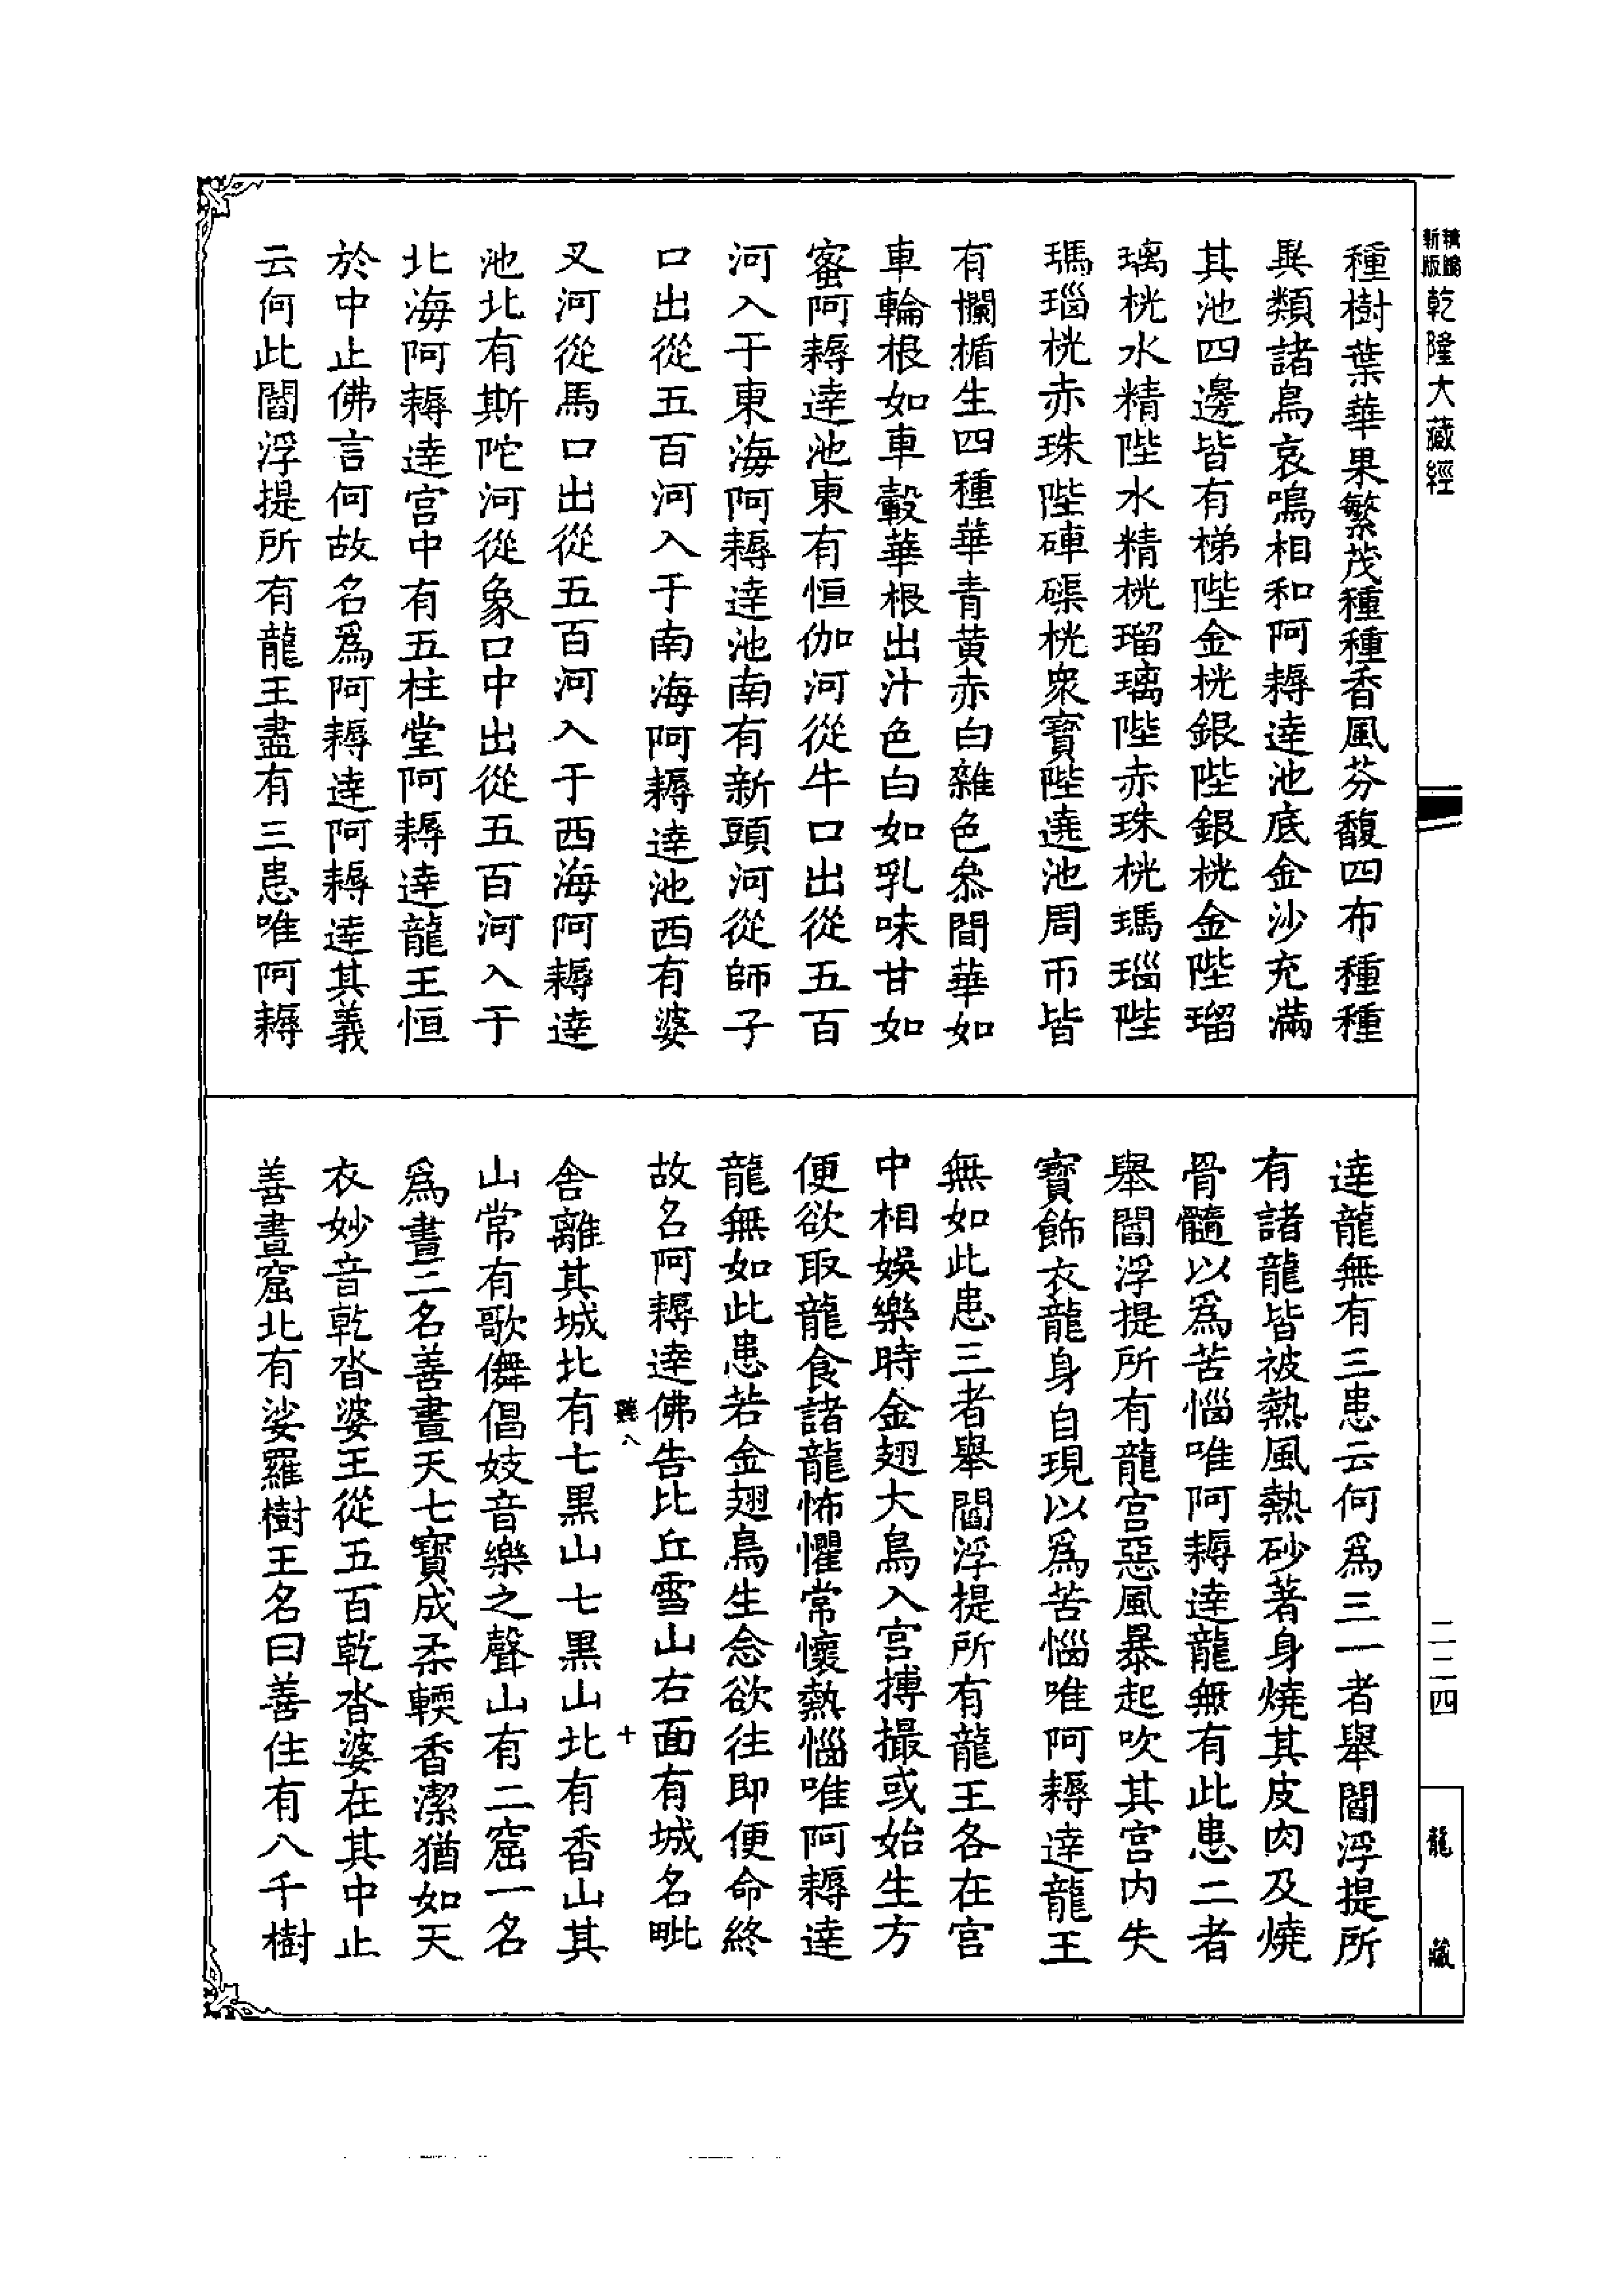 新版
精縮
乾隆大藏經
種樹葉華果繁茂種種香風芬馥四布種種
異類諸鳥哀鳴相和阿耨達池底金沙充滿
其池四邊皆有梯陛金桄銀陛銀桄金陛瑠
璃桄水精陛水精桄瑠璃陛赤珠桄瑪瑙陛
瑪瑙桄赤珠陛硨磲桄衆寶陛遶池周帀皆
有欄楯生四種華青黃赤白雜色叅間華如
車輪根如車轂華根出汁色白如乳味甘如
蜜阿耨達池東有恒伽河從牛口出從五百
河入于東海阿耨達池南有新頭河從師子
口出從五百河入于南海阿耨達池西有婆
叉河從馬口出從五百河入于西海阿耨達
池北有斯陀河從象口中出從五百河入于
北海阿耨達宮中有五柱堂阿耨達龍王恒
於中止佛言何故名爲阿耨達阿耨達其義
云何此閻浮提所有龍王盡有三患唯阿耨
達龍無有三患云何爲三一者舉閻浮提所
有諸龍皆被熱風熱砂著身燒其皮肉及燒
骨髓以爲苦惱唯阿耨達龍無有此患二者
舉閻浮提所有龍宮惡風暴起吹其宮内失
寶飾衣龍身自現以爲苦惱唯阿耨達龍王
無如此患三者舉閻浮提所有龍王各在宮
中相娛樂時金翅大鳥入宮搏撮或始生方
便欲取龍食諸龍怖懼常懷熱惱唯阿耨達
龍無如此患若金翅鳥生念欲往即便命終
故名阿耨達佛告比丘雪山右面有城名毗
八 十
舍離其城北有七黑山七黑山北有香山其
山常有歌儛倡妓音樂之聲山有二窟一名
爲晝二名善晝天七寶成柔輭香潔猶如天
衣妙音乾沓婆王從五百乾沓婆在其中止
善晝窟北有娑羅樹王名曰善住有八千樹
二二四
龍藏